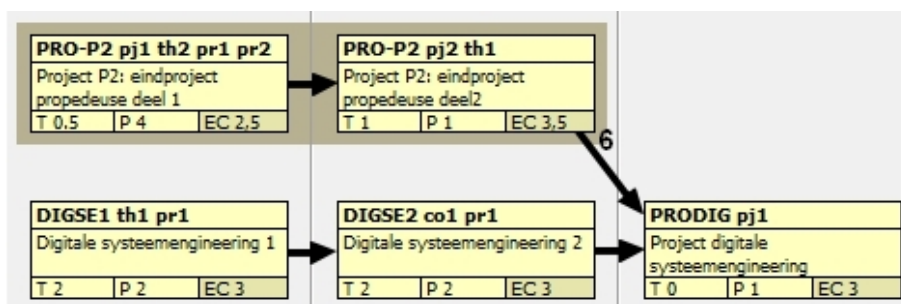 PRO-P2 pj1 th2 pr1 pr2
Project P2: eindproject
propedeuse deel 1
T 0.5 P 4 EC 2,5
PRO-P2 pj2 th1
Project P2: eindproject
propedeuse deel2
T 1 P 1 EC 3,5
6
DIGSE1 th1 pr1
Digitale systeemengineering 1
T 2 P 2 EC 3
DIGSE2 co1 pr1
Digitale systeemengineering 2
T 2 P 2 EC 3
PRODIG pj1
Project digitale
systeemengineering
T 0 P 1 EC 3